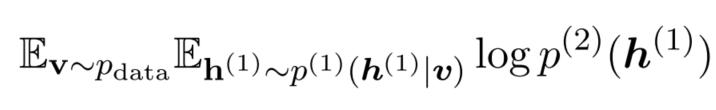 𝔼_{𝐯∼p_data} 𝔼_{𝐡^{(1)}∼p^{(1)}(𝒉^{(1)}|𝒗)} log p^{(2)}(𝒉^{(1)})